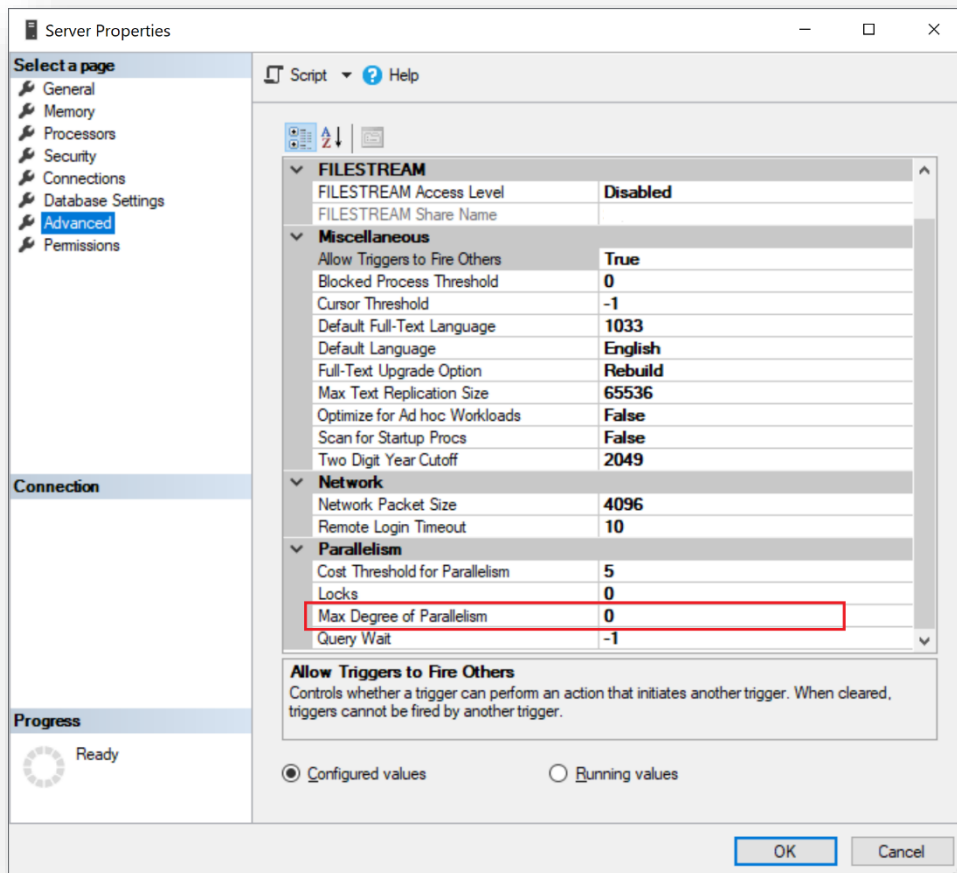 Server Properties
Select a page
General
Memory
Processors
Security
Connections
Database Settings
Advanced
Permissions
Connection
Progress
Ready
Script
Help
FILESTREAM
FILESTREAM Access Level Disabled
FILESTREAM Share Name
Miscellaneous
Allow Triggers to Fire Others True
Blocked Process Threshold 0
Cursor Threshold -1
Default Full-Text Language 1033
Default Language English
Full-Text Upgrade Option Rebuild
Max Text Replication Size 65536
Optimize for Ad hoc Workloads False
Scan for Startup Procs False
Two Digit Year Cutoff 2049
Network
Network Packet Size 4096
Remote Login Timeout 10
Parallelism
Cost Threshold for Parallelism 5
Locks 0
Max Degree of Parallelism 0
Query Wait -1
Allow Triggers to Fire Others
Controls whether a trigger can perform an action that initiates another trigger. When cleared,
triggers cannot be fired by another trigger.
Configured values Running values
OK Cancel